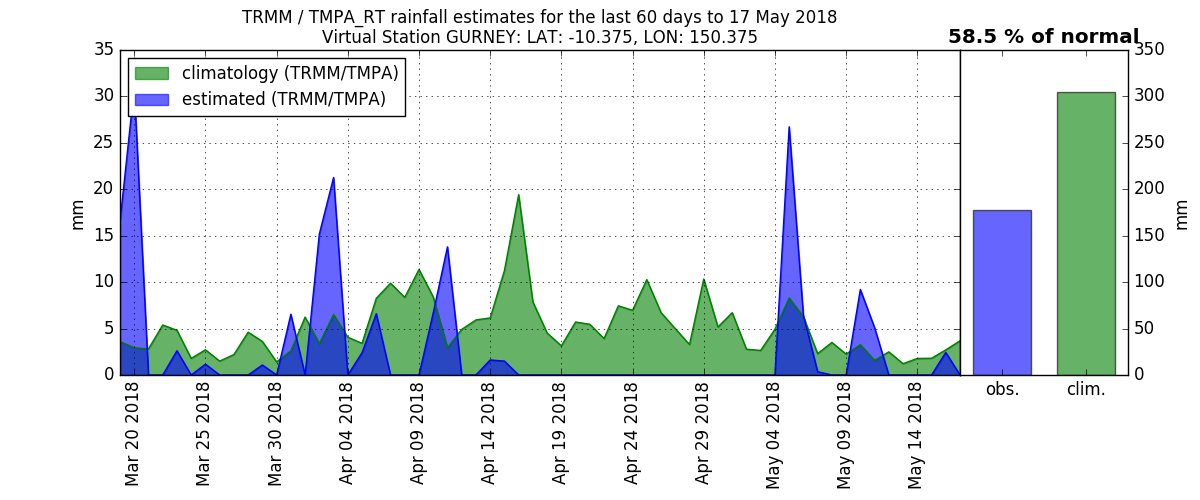 TRMM / TMPA_RT rainfall estimates for the last 60 days to 17 May 2018
Virtual Station GURNEY: LAT: -10.375, LON: 150.375
58.5 % of normal
climatology (TRMM/TMPA)
estimated (TRMM/TMPA)
35
30
25
20
15
10
5
0
mm
Mar 20 2018
Mar 25 2018
Mar 30 2018
Apr 04 2018
Apr 09 2018
Apr 14 2018
Apr 19 2018
Apr 24 2018
Apr 29 2018
May 04 2018
May 09 2018
May 14 2018
350
300
250
200
150
100
50
0
mm
obs.
clim.